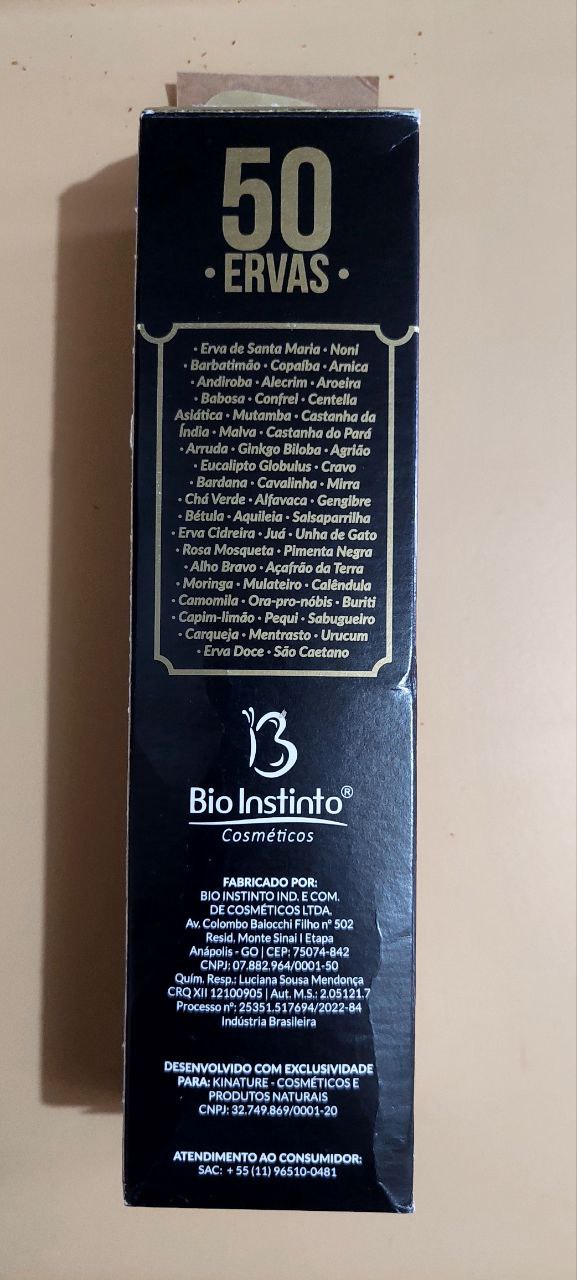 50
• ERVAS •
• Erva de Santa Maria • Noni
• Barbatimão • Copaíba • Arnica
• Andiroba • Alecrim • Aroeira
• Babosa • Confrei • Centella
Asiática • Mutamba • Castanha da
Índia • Malva • Castanha do Pará
• Arruda • Ginkgo Biloba • Agrião
• Eucalipto Globulus • Cravo
• Bardana • Cavalinha • Mirra
• Chá Verde • Alfavaca • Gengibre
• Bétula • Aquileia • Salsaparrilha
• Erva Cidreira • Juá • Unha de Gato
• Rosa Mosqueta • Pimenta Negra
• Alho Bravo • Açafrão da Terra
• Moringa • Mulateiro • Calêndula
• Camomila • Ora-pro-nóbis • Buriti
• Capim-limão • Pequi • Sabugueiro
• Carqueja • Mentrasto • Urucum
• Erva Doce • São Caetano
B
Bio Instinto®
Cosméticos
FABRICADO POR:
BIO INSTINTO IND. E COM.
DE COSMÉTICOS LTDA.
Av. Colombo Balocchi Filho nº 502
Resid. Monte Sinai I Etapa
Anápolis - GO | CEP: 75074-842
CNPJ: 07.882.964/0001-50
Quím. Resp.: Luciana Sousa Mendonça
CRQ XII 12100905 | Aut. M.S.: 2.05121.7
Processo nº: 25351.517694/2022-84
Indústria Brasileira
DESENVOLVIDO COM EXCLUSIVIDADE
PARA: KINATURE - COSMÉTICOS E
PRODUTOS NATURAIS
CNPJ: 32.749.869/0001-20
ATENDIMENTO AO CONSUMIDOR:
SAC: + 55 (11) 96510-0481